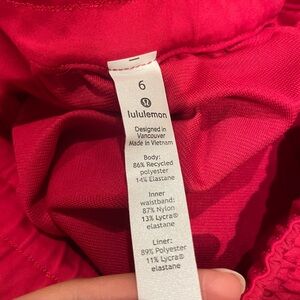 6
lululemon
Designed in
Vancouver
Made in Vietnam
Body:
86% Recycled
polyester
14% Elastane
Inner
waistband:
87% Nylon
13% Lycra®
elastane
Liner:
89% Polyester
11% Lycra®
elastane